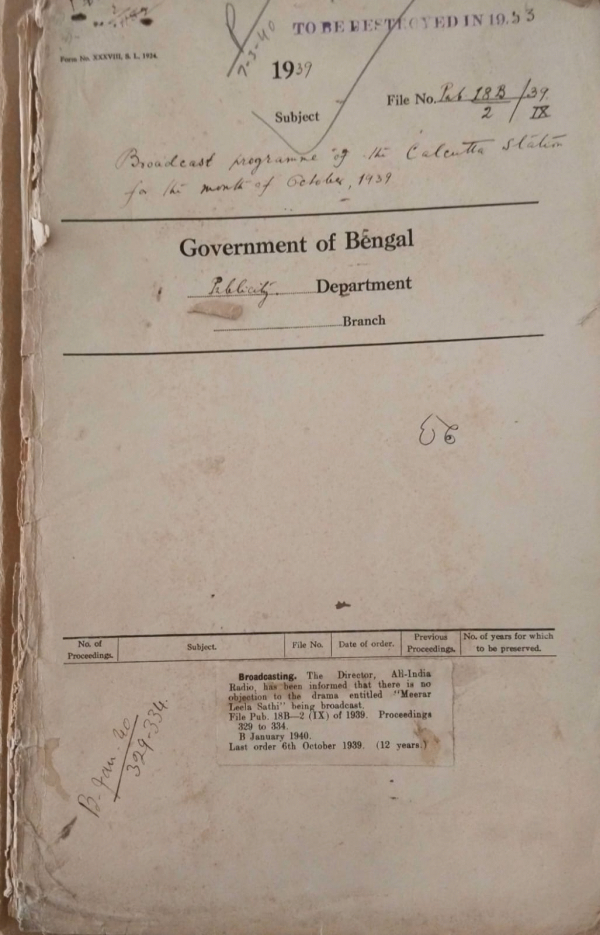 TO BE DESTROYED IN 1953
Form No. XXXVIII, S. L. 1924.
7-3-40
1939
File No. Pub 18B/2 /39 IX
Subject
Broadcast programme of the Calcutta Station
for the month of October, 1939
Government of Bengal
Publicity Department
Branch
No. of Proceedings.
Subject.
File No.
Date of order.
Previous Proceedings.
No. of years for which to be preserved.
Broadcasting. The Director, All-India
Radio, has been informed that there is no
objection to the drama entitled "Meerar
Leela Sathi" being broadcast.
File Pub. 18B—2 (IX) of 1939. Proceedings
329 to 334.
B January 1940.
Last order 6th October 1939. (12 years.)
B-Jan. 40
329-334